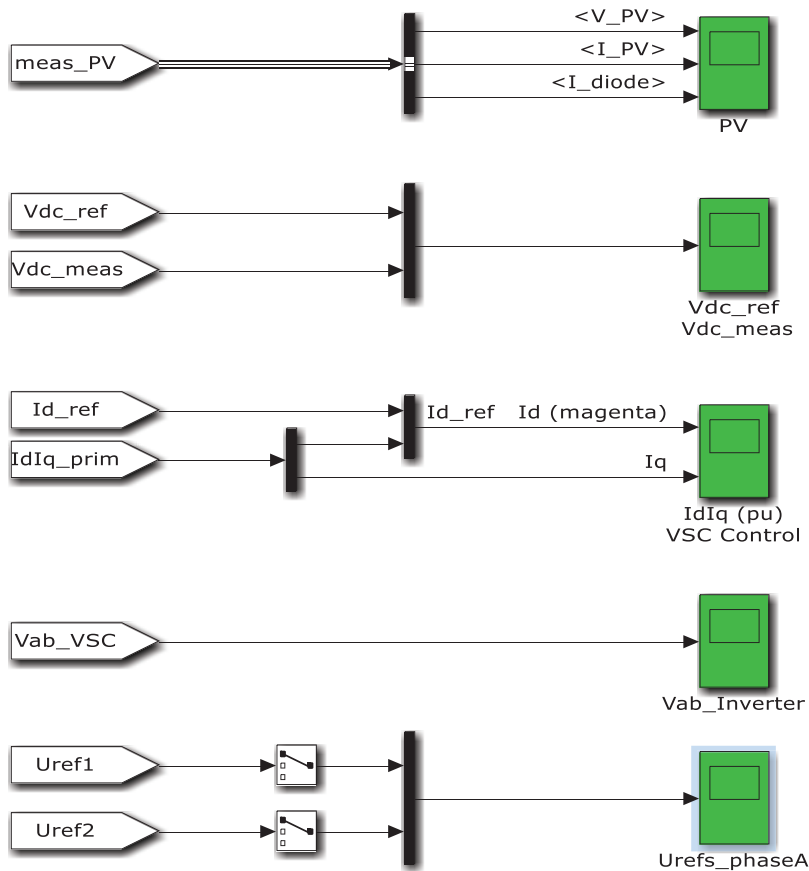 <V_PV>
meas_PV
<I_PV>
<I_diode>
PV
Vdc_ref
Vdc_meas
Vdc_ref
Vdc_meas
Id_ref
Id_ref Id (magenta)
IdIq_prim
Iq
IdIq (pu)
VSC Control
Vab_VSC
Vab_Inverter
Uref1
Uref2
Urefs_phaseA